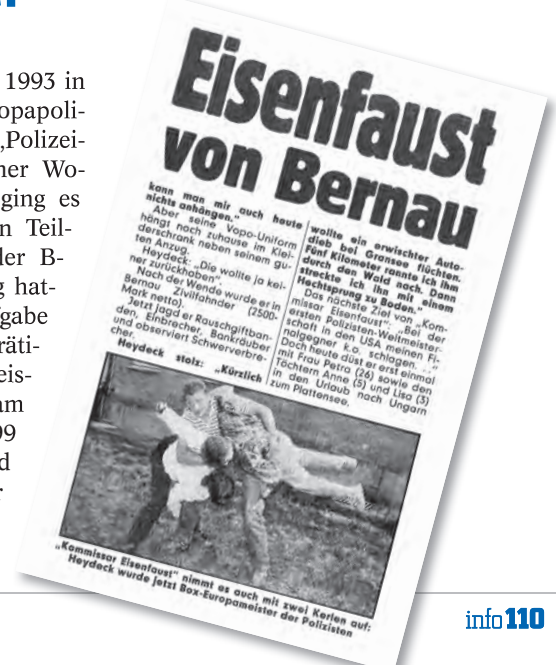 1993 in
opapoli-
‚Polizei-
ner Wo-
ging es
n Teil-
der B-
g hat-
fgabe
räti-
eis-
am
99
d
r
Eisenfaust
von Bernau
kann man mir auch heute
nichts anhängen."
Aber seine Vopo-Uniform
hängt noch zuhause im Klei-
derschrank neben seinem gu-
ten Anzug.
Heydeck: „Die wollte ja kei-
ner zurückhaben".
Nach der Wende wurde er in
Bernau Zivilfahnder (2500-
Mark netto).
Jetzt jagd er Rauschgiftban-
den, Einbrecher, Bankräuber
und observiert Schwerverbre-
cher.
Heydeck stolz: „Kürzlich
wollte ein erwischter Auto-
dieb bei Gransee flüchten.
Fünf Kilometer rannte ich ihm
durch den Wald nach. Dann
streckte ich ihn mit einem
Hechtsprung zu Boden."
Das nächste Ziel von „Kom-
missar Eisenfaust": „Bei der
ersten Polizisten-Weltmeister-
schaft in den USA meinen Fi-
nalgegner k.o. schlagen. . ."
Doch heute düst er erst einmal
mit Frau Petra (26) sowie den
Töchtern Anne (5) und Lisa (3)
in den Urlaub nach Ungarn
zum Plattensee.
„Kommissar Eisenfaust" nimmt es auch mit zwei Kerlen auf:
Heydeck wurde jetzt Box-Europameister der Polizisten
info110